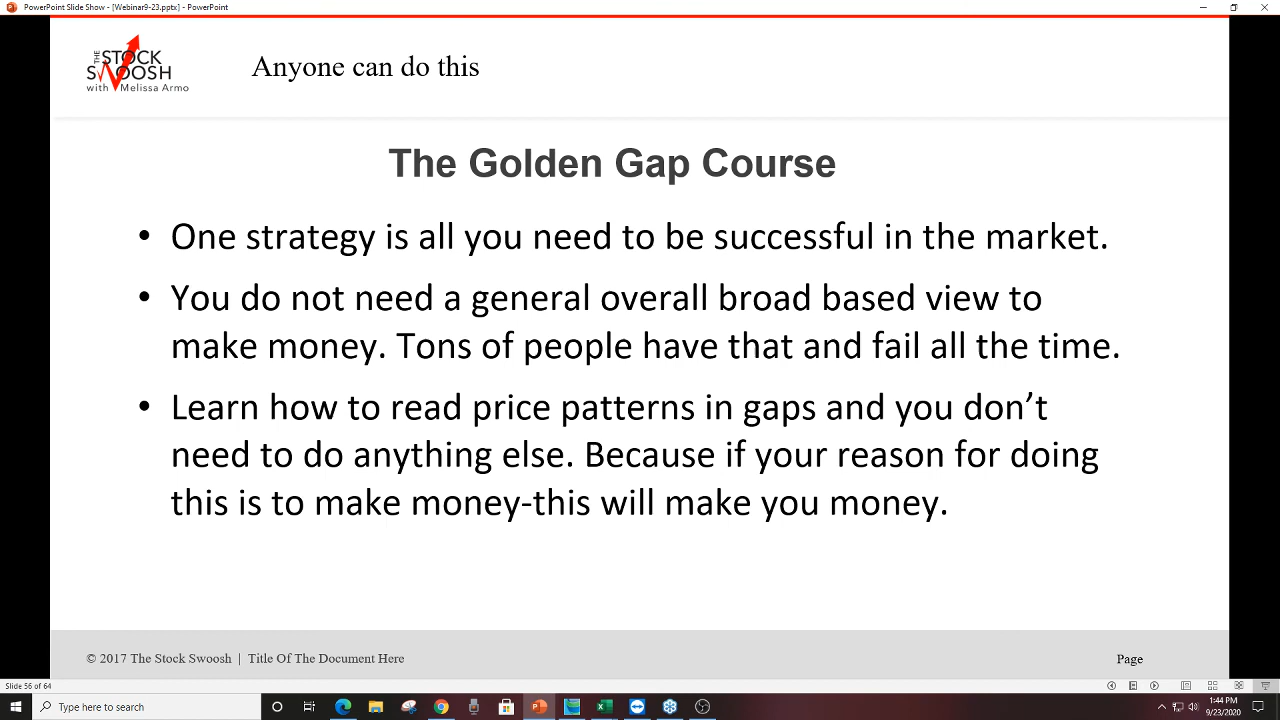 PowerPoint Slide Show - [Webinar9-23.pptx] - PowerPoint
THE STOCK
SWOOSH
with Melissa Armo
Anyone can do this
The Golden Gap Course
• One strategy is all you need to be successful in the market.
• You do not need a general overall broad based view to
make money. Tons of people have that and fail all the time.
• Learn how to read price patterns in gaps and you don’t
need to do anything else. Because if your reason for doing
this is to make money-this will make you money.
© 2017 The Stock Swoosh | Title Of The Document Here
Page
Slide 56 of 64
Type here to search
1:44 PM
9/23/2020